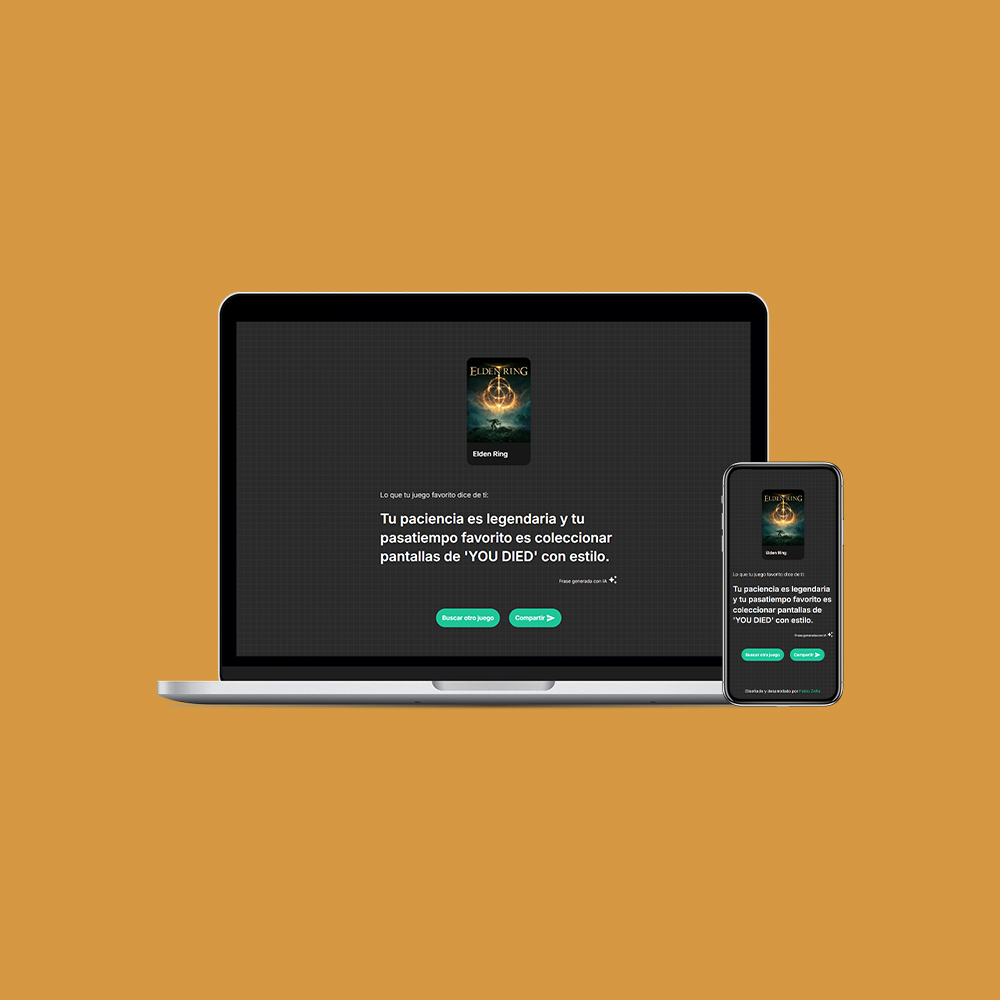 ELDEN RING
Elden Ring
Lo que tu juego favorito dice de ti:
Tu paciencia es legendaria y tu
pasatiempo favorito es coleccionar
pantallas de 'YOU DIED' con estilo.
Frase generada con IA
Buscar otro juego
Compartir
ELDEN RING
Elden Ring
Lo que tu juego favorito dice de ti:
Tu paciencia es legendaria
y tu pasatiempo favorito es
coleccionar pantallas de
'YOU DIED' con estilo.
Frase generada con IA
Buscar otro juego
Compartir
Diseñado y desarrollado por